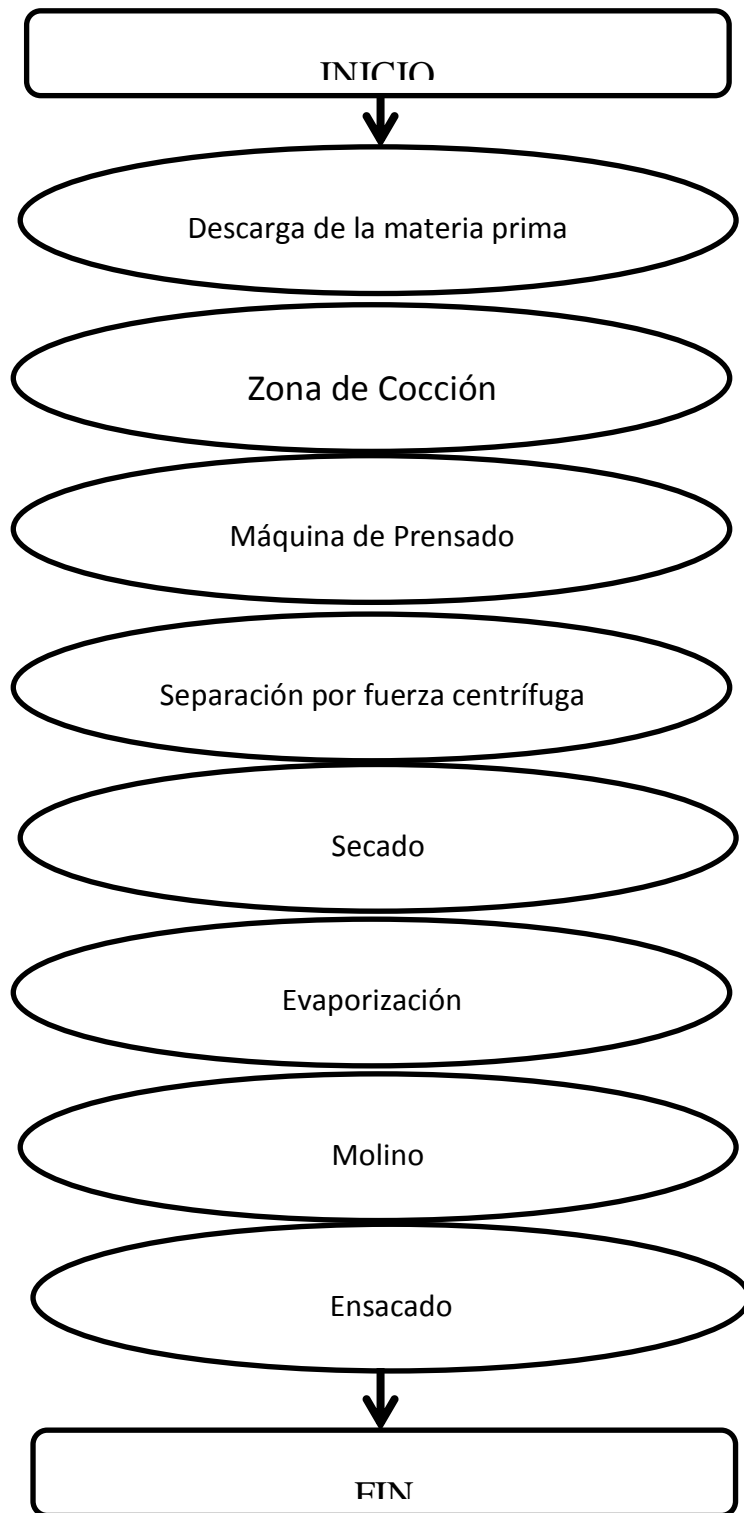 INICIO
Descarga de la materia prima
Zona de Cocción
Máquina de Prensado
Separación por fuerza centrífuga
Secado
Evaporización
Molino
Ensacado
FIN